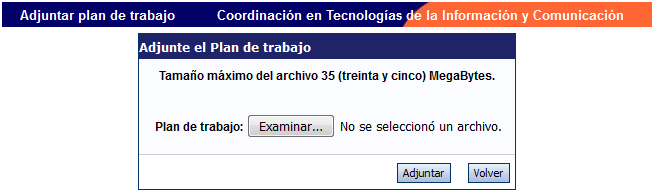 Adjuntar plan de trabajo Coordinación en Tecnologías de la Información y Comunicación
Adjunte el Plan de trabajo
Tamaño máximo del archivo 35 (treinta y cinco) MegaBytes.
Plan de trabajo: Examinar... No se seleccionó un archivo.
Adjuntar Volver